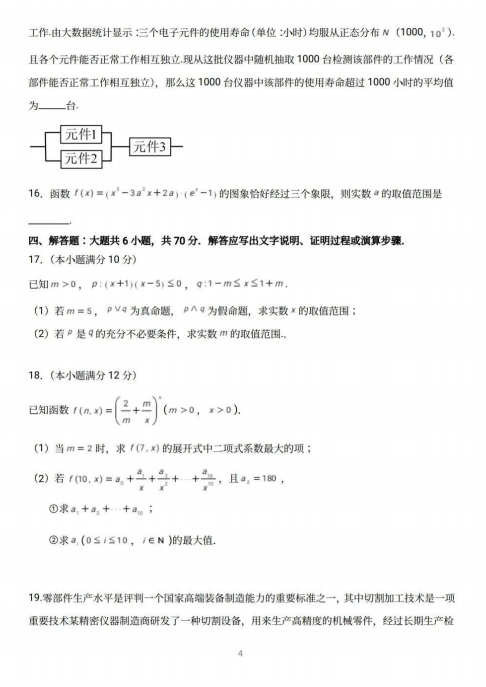 工作.由大数据统计显示:三个电子元件的使用寿命(单位:小时)均服从正态分布 N (1000, 10²).
且各个元件能否正常工作相互独立.现从这批仪器中随机抽取 1000 台检测该部件的工作情况(各
部件能否正常工作相互独立),那么这 1000 台仪器中该部件的使用寿命超过 1000 小时的平均值
为_____台.
元件1
元件2
元件3
16．函数 f(x)=(x³-3a²x+2a)·(eˣ-1) 的图象恰好经过三个象限，则实数 a 的取值范围是
_______.
四、解答题：大题共 6 小题，共 70 分．解答应写出文字说明、证明过程或演算步骤.
17．（本小题满分 10 分）
已知 m>0， p:(x+1)(x-5)≤0， q:1-m≤x≤1+m.
（1）若 m=5， p∨q 为真命题， p∧q 为假命题，求实数 x 的取值范围；
（2）若 p 是 q 的充分不必要条件，求实数 m 的取值范围..
18．（本小题满分 12 分）
已知函数 f(n,x)=(2/m+m/x)ⁿ(m>0，x>0).
（1）当 m=2 时，求 f(7,x) 的展开式中二项式系数最大的项；
（2）若 f(10,x)=a₀+a₁/x+a₂/x²+···+a₁₀/x¹⁰，且 a₂=180，
①求 a₁+a₂+···+a₁₀；
②求 aᵢ(0≤i≤10，i∈N)的最大值.
19.零部件生产水平是评判一个国家高端装备制造能力的重要标准之一，其中切割加工技术是一项
重要技术某精密仪器制造商研发了一种切割设备，用来生产高精度的机械零件，经过长期生产检
4